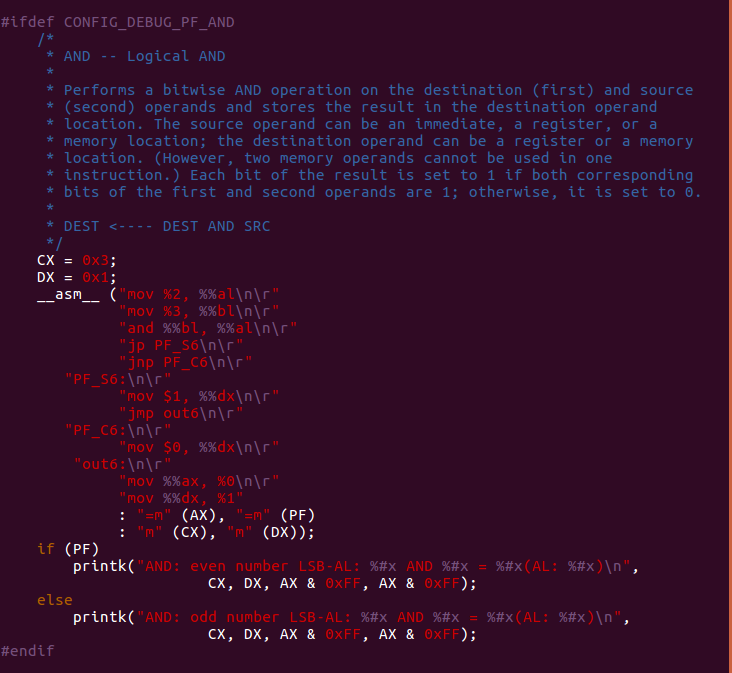 #ifdef CONFIG_DEBUG_PF_AND
    /*
     * AND -- Logical AND
     *
     * Performs a bitwise AND operation on the destination (first) and source
     * (second) operands and stores the result in the destination operand
     * location. The source operand can be an immediate, a register, or a
     * memory location; the destination operand can be a register or a memory
     * location. (However, two memory operands cannot be used in one
     * instruction.) Each bit of the result is set to 1 if both corresponding
     * bits of the first and second operands are 1; otherwise, it is set to 0.
     *
     * DEST <---- DEST AND SRC
     */
    CX = 0x3;
    DX = 0x1;
    __asm__ ("mov %2, %%al\n\r"
             "mov %3, %%bl\n\r"
             "and %%bl, %%al\n\r"
             "jp PF_S6\n\r"
             "jnp PF_C6\n\r"
       "PF_S6:\n\r"
             "mov $1, %%dx\n\r"
             "jmp out6\n\r"
       "PF_C6:\n\r"
             "mov $0, %%dx\n\r"
        "out6:\n\r"
             "mov %%ax, %0\n\r"
             "mov %%dx, %1"
             : "=m" (AX), "=m" (PF)
             : "m" (CX), "m" (DX));
    if (PF)
        printk("AND: even number LSB-AL: %#x AND %#x = %#x(AL: %#x)\n",
                       CX, DX, AX & 0xFF, AX & 0xFF);
    else
        printk("AND: odd number LSB-AL: %#x AND %#x = %#x(AL: %#x)\n",
                       CX, DX, AX & 0xFF, AX & 0xFF);
#endif